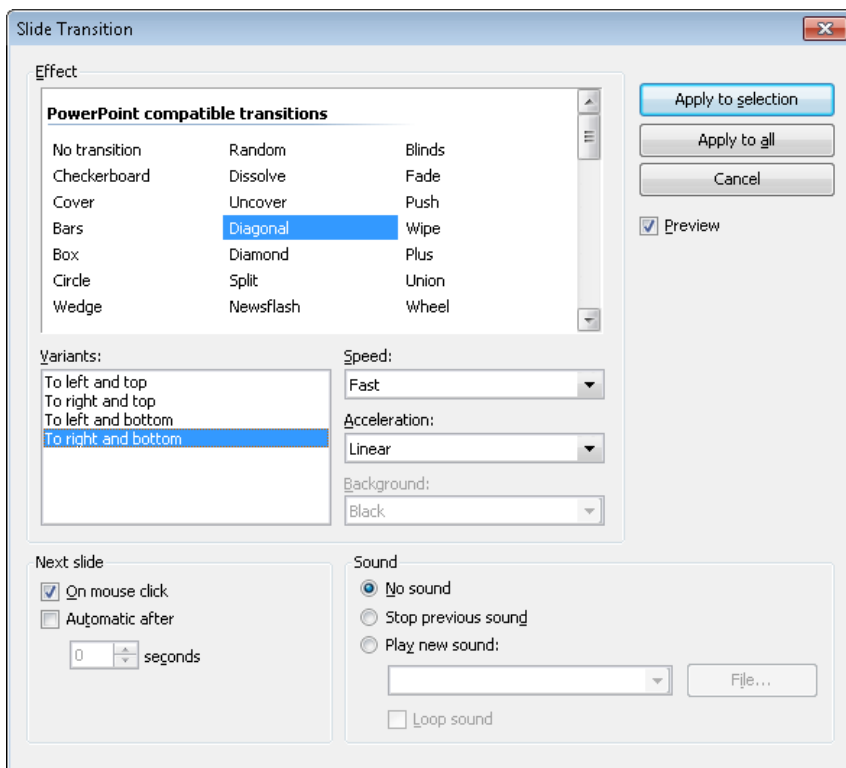 Slide Transition
Effect
PowerPoint compatible transitions
No transition Random Blinds
Checkerboard Dissolve Fade
Cover Uncover Push
Bars Diagonal Wipe
Box Diamond Plus
Circle Split Union
Wedge Newsflash Wheel
Apply to selection
Apply to all
Cancel
Preview
Variants:
To left and top
To right and top
To left and bottom
To right and bottom
Speed:
Fast
Acceleration:
Linear
Background:
Black
Next slide
On mouse click
Automatic after
0 seconds
Sound
No sound
Stop previous sound
Play new sound:
File...
Loop sound